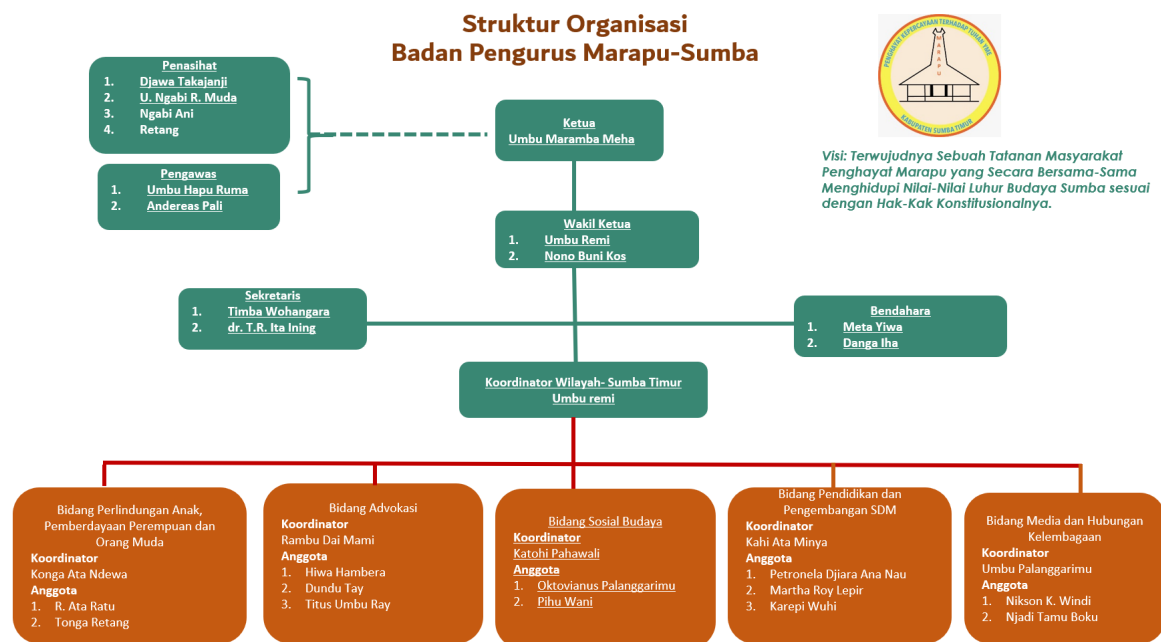 Struktur Organisasi
Badan Pengurus Marapu-Sumba
PENGHAYAT KEPERCAYAAN TERHADAP TUHAN YME
MARAPU
KABUPATEN SUMBA TIMUR
Visi: Terwujudnya Sebuah Tatanan Masyarakat
Penghayat Marapu yang Secara Bersama-Sama
Menghidupi Nilai-Nilai Luhur Budaya Sumba sesuai
dengan Hak-Kak Konstitusionalnya.
Penasihat
1. Djawa Takajanji
2. U. Ngabi R. Muda
3. Ngabi Ani
4. Retang
Pengawas
1. Umbu Hapu Ruma
2. Andereas Pali
Ketua
Umbu Maramba Meha
Wakil Ketua
1. Umbu Remi
2. Nono Buni Kos
Sekretaris
1. Timba Wohangara
2. dr. T.R. Ita Ining
Bendahara
1. Meta Yiwa
2. Danga Iha
Koordinator Wilayah- Sumba Timur
Umbu remi
Bidang Perlindungan Anak,
Pemberdayaan Perempuan dan
Orang Muda
Koordinator
Konga Ata Ndewa
Anggota
1. R. Ata Ratu
2. Tonga Retang
Bidang Advokasi
Koordinator
Rambu Dai Mami
Anggota
1. Hiwa Hambera
2. Dundu Tay
3. Titus Umbu Ray
Bidang Sosial Budaya
Koordinator
Katohi Pahawali
Anggota
1. Oktovianus Palanggarimu
2. Pihu Wani
Bidang Pendidikan dan
Pengembangan SDM
Koordinator
Kahi Ata Minya
Anggota
1. Petronela Djiara Ana Nau
2. Martha Roy Lepir
3. Karepi Wuhi
Bidang Media dan Hubungan
Kelembagaan
Koordinator
Umbu Palanggarimu
Anggota
1. Nikson K. Windi
2. Njadi Tamu Boku